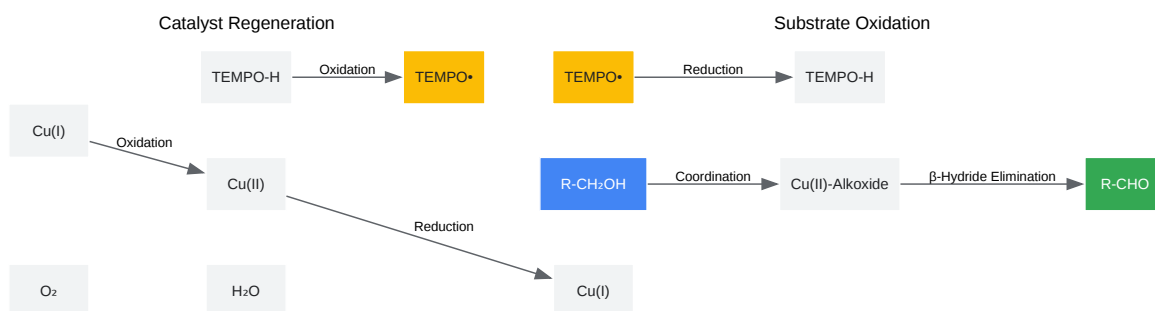 Catalyst Regeneration
Substrate Oxidation
TEMPO-H
Oxidation
TEMPO•
TEMPO•
Reduction
TEMPO-H
Cu(I)
Oxidation
Cu(II)
R-CH₂OH
Coordination
Cu(II)-Alkoxide
β-Hydride Elimination
R-CHO
Reduction
O₂
H₂O
Cu(I)